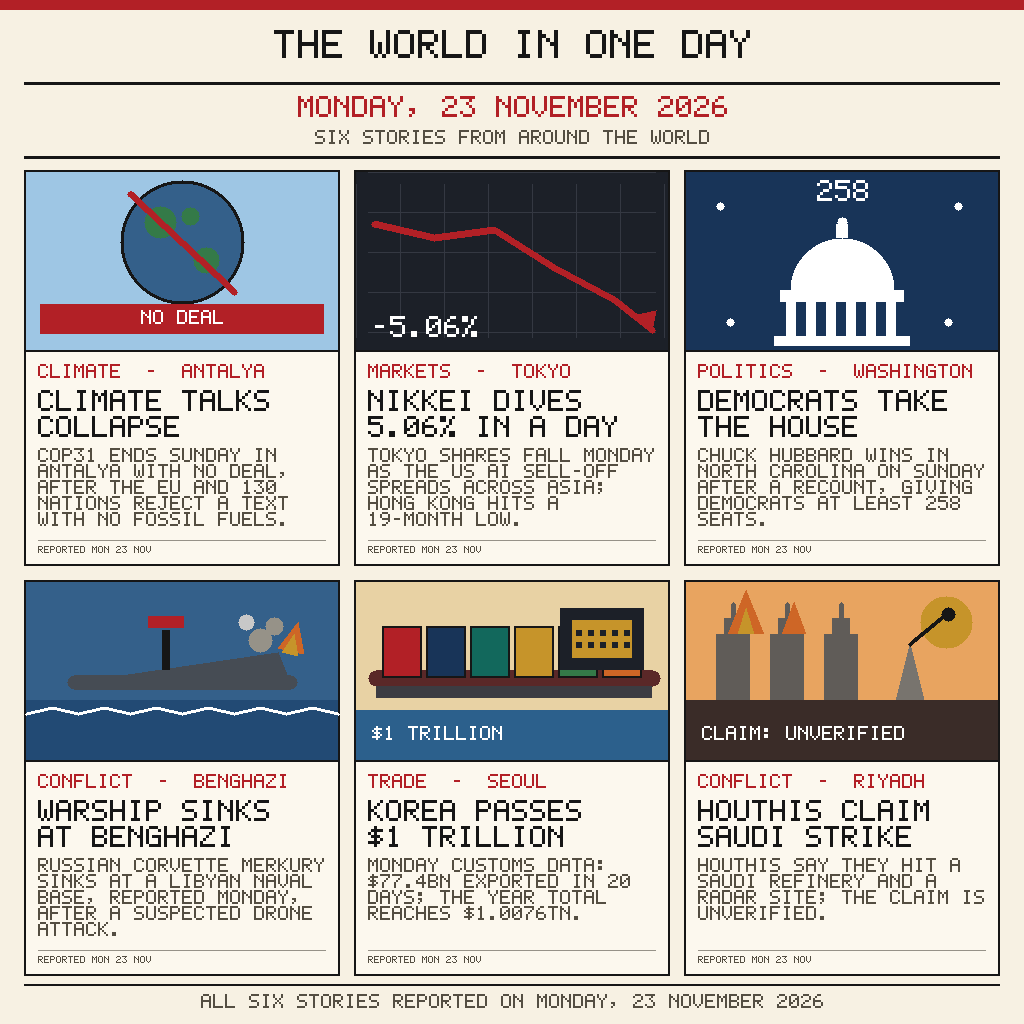 THE WORLD IN ONE DAY
MONDAY, 23 NOVEMBER 2026
SIX STORIES FROM AROUND THE WORLD
NO DEAL
CLIMATE - ANTALYA
CLIMATE TALKS
COLLAPSE
COP31 ENDS SUNDAY IN
ANTALYA WITH NO DEAL,
AFTER THE EU AND 130
NATIONS REJECT A TEXT
WITH NO FOSSIL FUELS.
REPORTED MON 23 NOV
-5.06%
MARKETS - TOKYO
NIKKEI DIVES
5.06% IN A DAY
TOKYO SHARES FALL MONDAY
AS THE US AI SELL-OFF
SPREADS ACROSS ASIA;
HONG KONG HITS A
19-MONTH LOW.
REPORTED MON 23 NOV
258
POLITICS - WASHINGTON
DEMOCRATS TAKE
THE HOUSE
CHUCK HUBBARD WINS IN
NORTH CAROLINA ON SUNDAY
AFTER A RECOUNT, GIVING
DEMOCRATS AT LEAST 258
SEATS.
REPORTED MON 23 NOV
CONFLICT - BENGHAZI
WARSHIP SINKS
AT BENGHAZI
RUSSIAN CORVETTE MERKURY
SINKS AT A LIBYAN NAVAL
BASE, REPORTED MONDAY,
AFTER A SUSPECTED DRONE
ATTACK.
REPORTED MON 23 NOV
$1 TRILLION
TRADE - SEOUL
KOREA PASSES
$1 TRILLION
MONDAY CUSTOMS DATA:
$77.4BN EXPORTED IN 20
DAYS; THE YEAR TOTAL
REACHES $1.0076TN.
REPORTED MON 23 NOV
CLAIM: UNVERIFIED
CONFLICT - RIYADH
HOUTHIS CLAIM
SAUDI STRIKE
HOUTHIS SAY THEY HIT A
SAUDI REFINERY AND A
RADAR SITE; THE CLAIM IS
UNVERIFIED.
REPORTED MON 23 NOV
ALL SIX STORIES REPORTED ON MONDAY, 23 NOVEMBER 2026